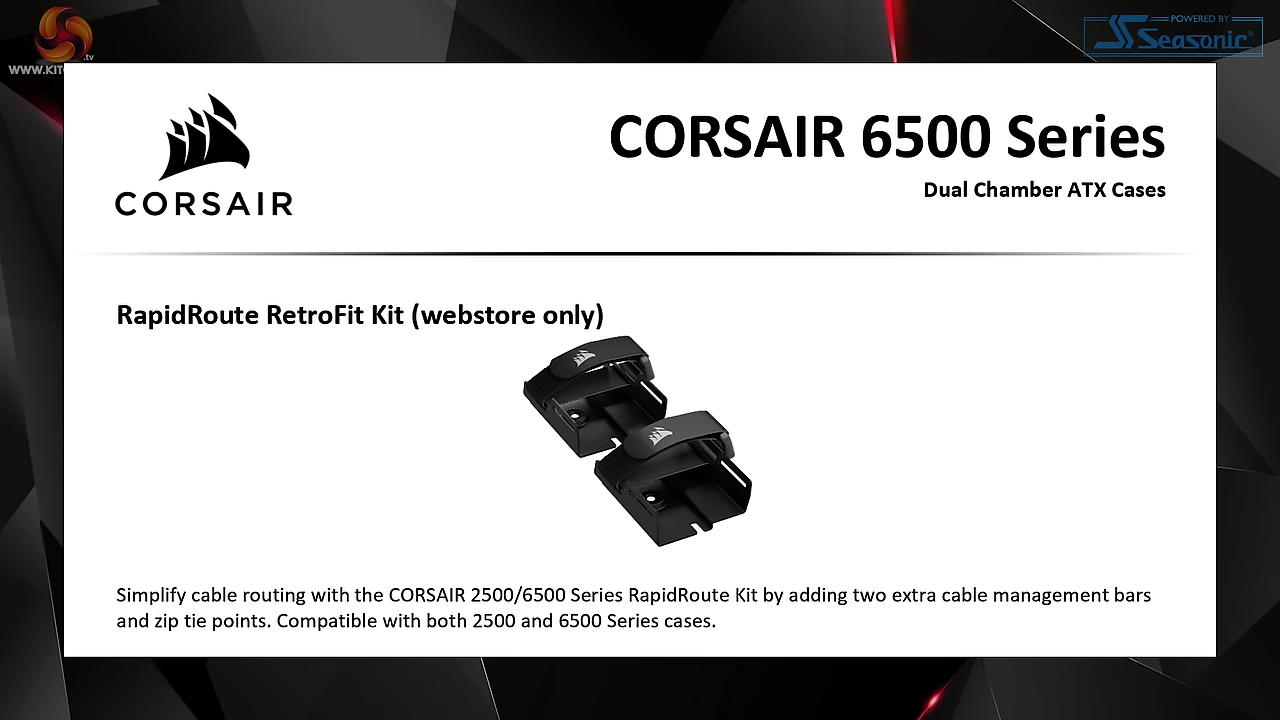 .tv
POWERED BY
Seasonic
CORSAIR
CORSAIR 6500 Series
Dual Chamber ATX Cases
RapidRoute RetroFit Kit (webstore only)
Simplify cable routing with the CORSAIR 2500/6500 Series RapidRoute Kit by adding two extra cable management bars
and zip tie points. Compatible with both 2500 and 6500 Series cases.